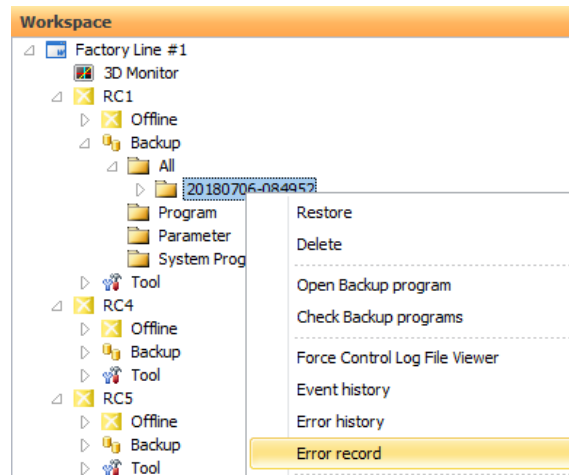 Workspace
Factory Line #1
3D Monitor
RC1
Offline
Backup
All
20180706-084952
Program
Parameter
System Prog
Tool
RC4
Offline
Backup
Tool
RC5
Offline
Backup
Tool
Restore
Delete
Open Backup program
Check Backup programs
Force Control Log File Viewer
Event history
Error history
Error record